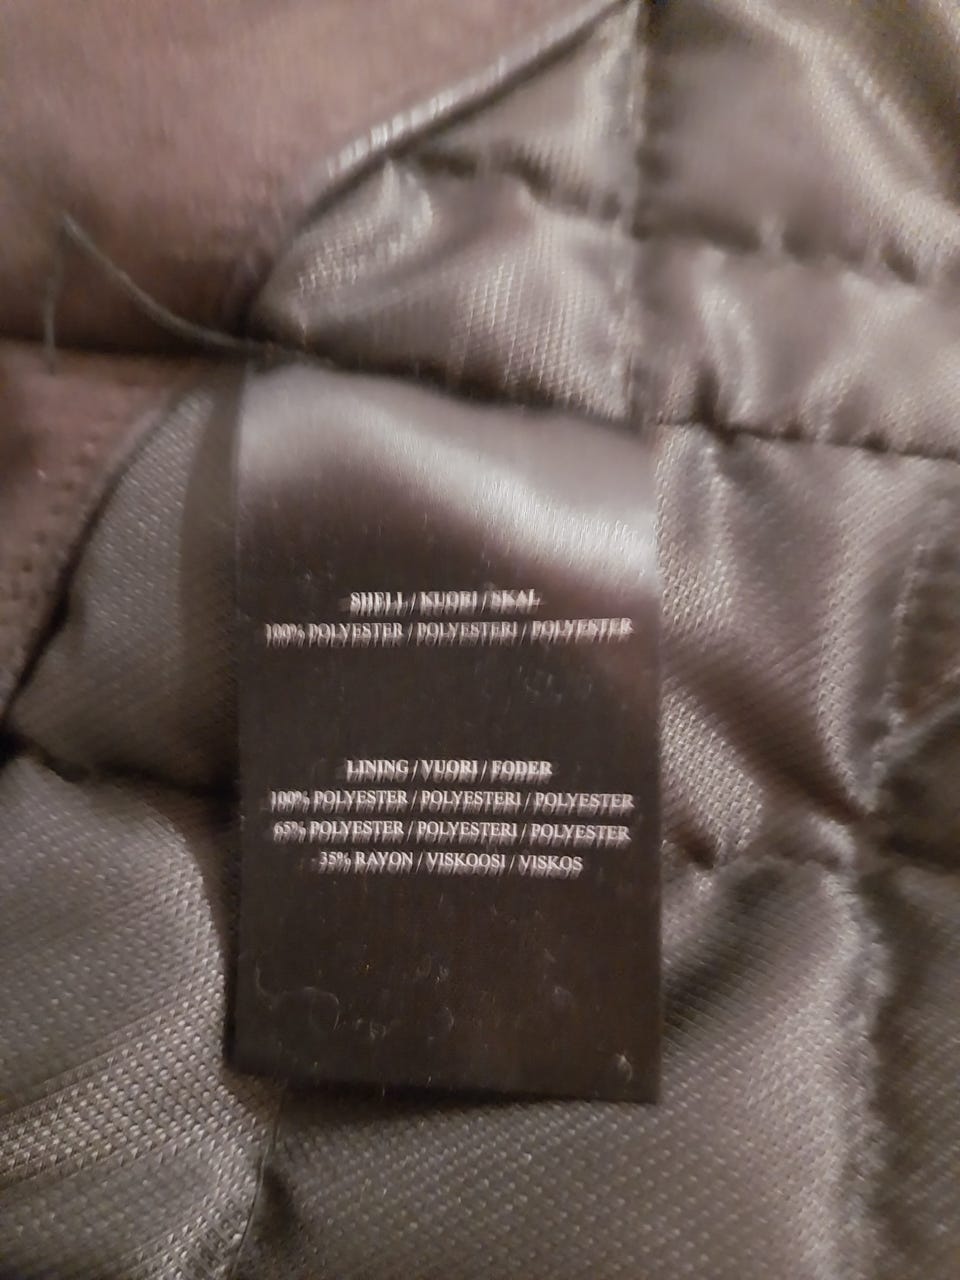 SHELL / KUORI / SKAL
100% POLYESTER / POLYESTERI / POLYESTER
LINING / VUORI / FODER
100% POLYESTER / POLYESTERI / POLYESTER
65% POLYESTER / POLYESTERI / POLYESTER
35% RAYON / VISKOOSI / VISKOS